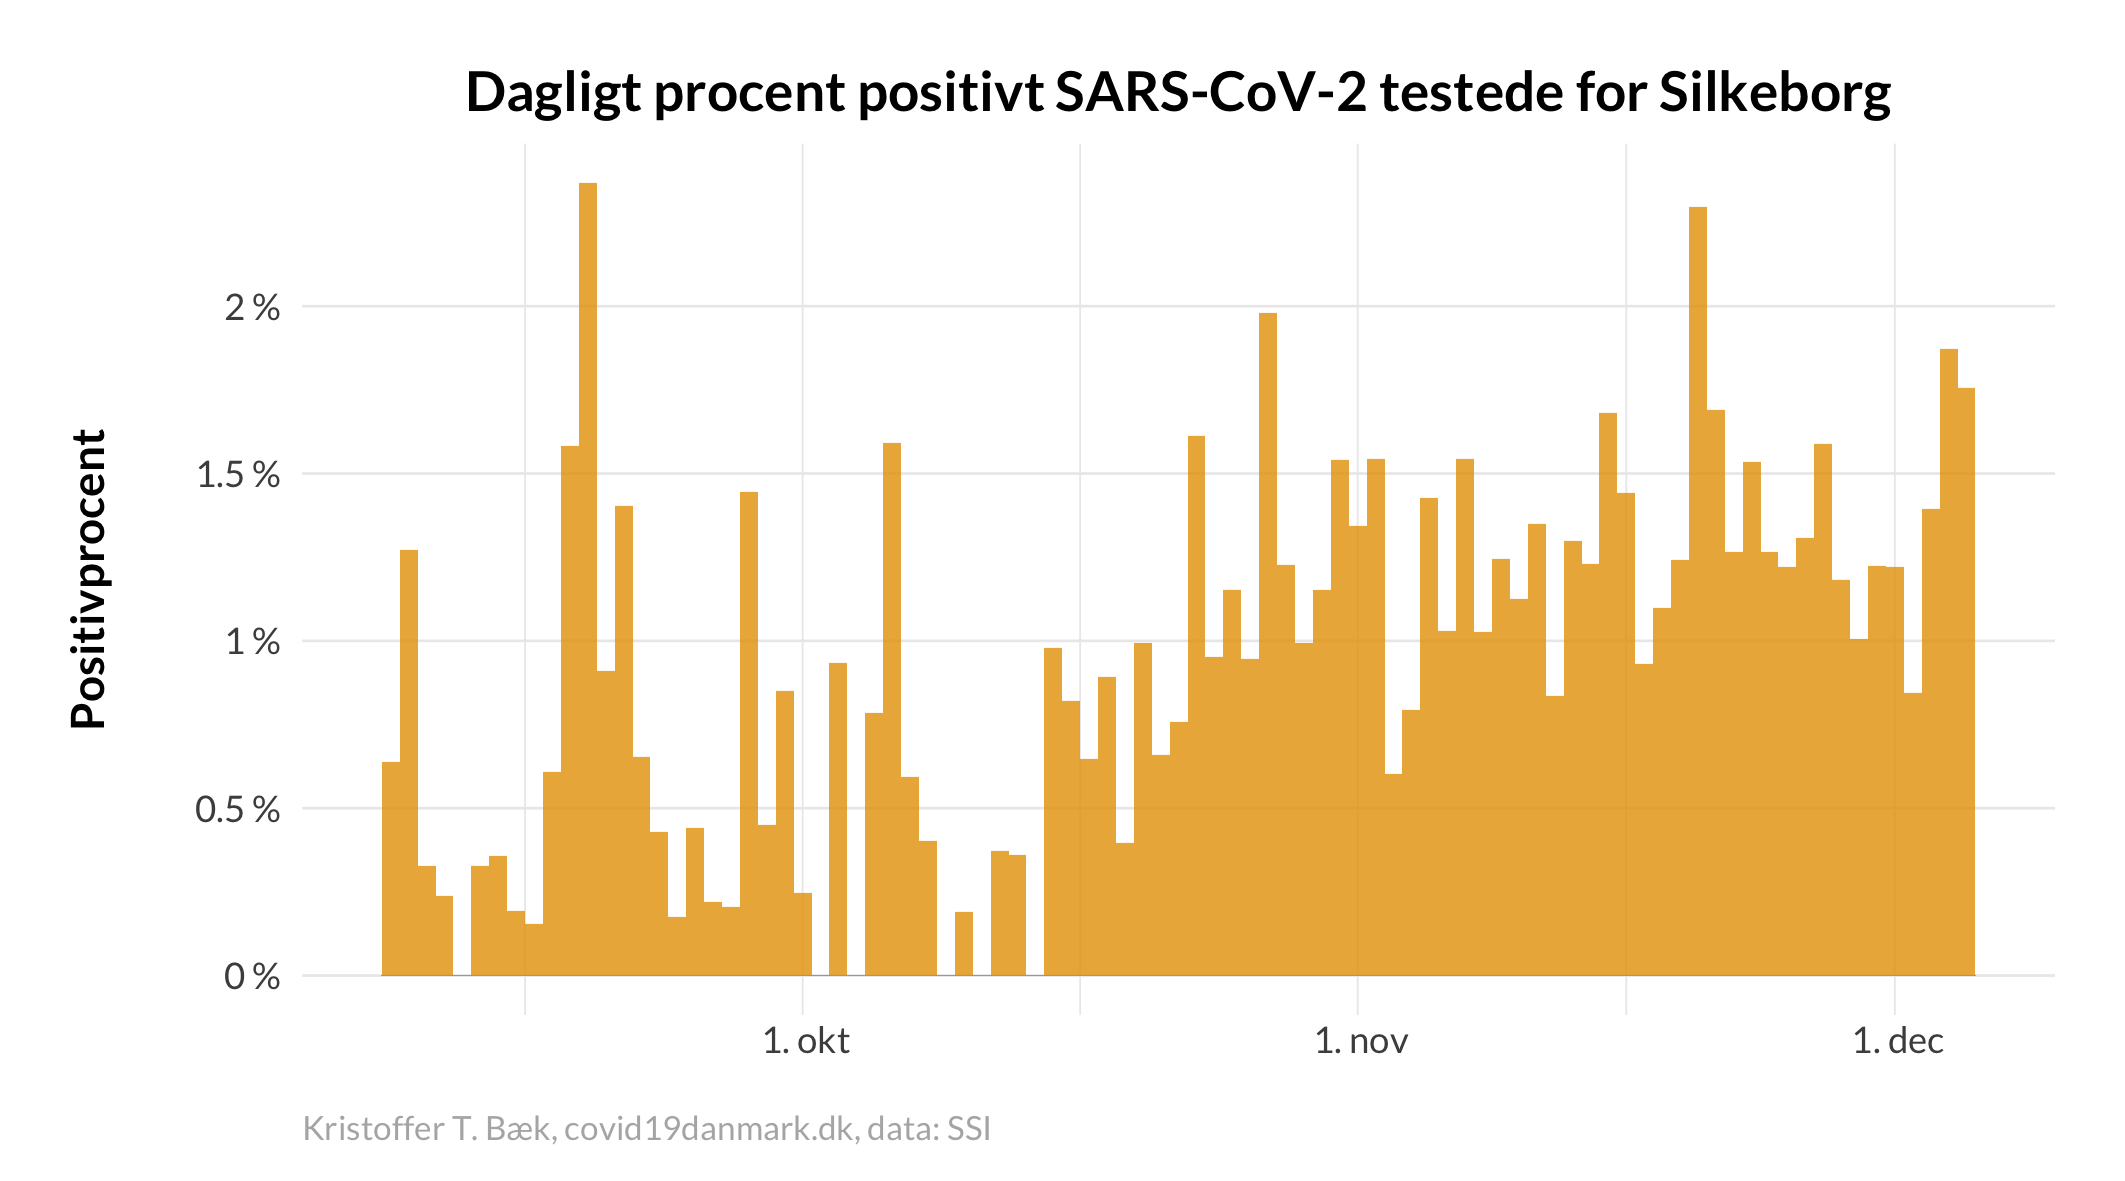 Dagligt procent positivt SARS-CoV-2 testede for Silkeborg
Positivprocent
2 %
1.5 %
1 %
0.5 %
0 %
1. okt
1. nov
1. dec
Kristoffer T. Bæk, covid19danmark.dk, data: SSI